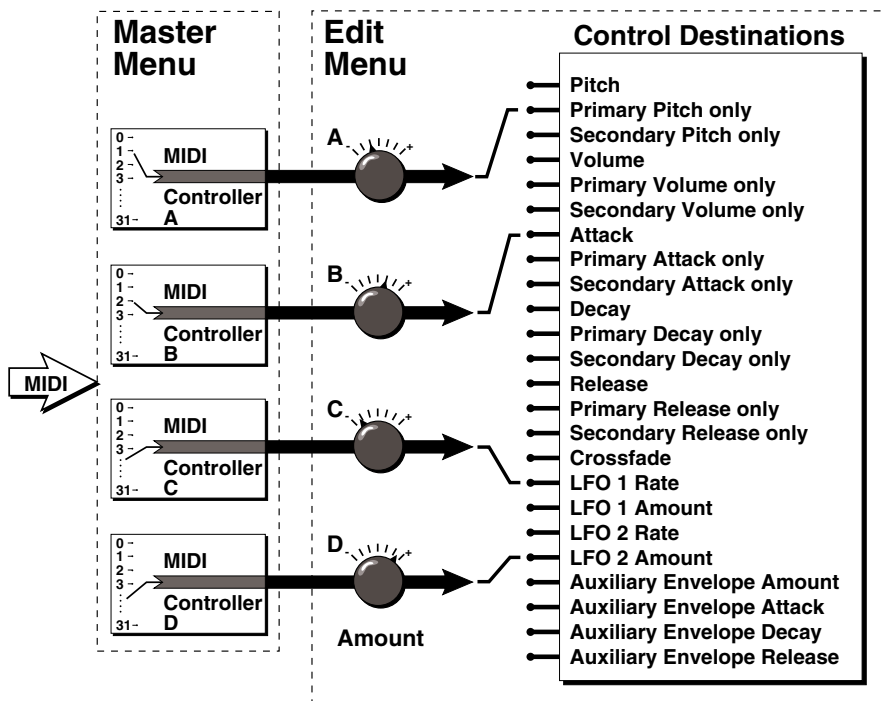 Master
Menu
Edit
Menu
Control Destinations
MIDI
0
1
2
3
31
MIDI
Controller
A
0
1
2
3
31
MIDI
Controller
B
0
1
2
3
31
MIDI
Controller
C
0
1
2
3
31
MIDI
Controller
D
A
- +
B
- +
C
- +
D
- +
Amount
Pitch
Primary Pitch only
Secondary Pitch only
Volume
Primary Volume only
Secondary Volume only
Attack
Primary Attack only
Secondary Attack only
Decay
Primary Decay only
Secondary Decay only
Release
Primary Release only
Secondary Release only
Crossfade
LFO 1 Rate
LFO 1 Amount
LFO 2 Rate
LFO 2 Amount
Auxiliary Envelope Amount
Auxiliary Envelope Attack
Auxiliary Envelope Decay
Auxiliary Envelope Release